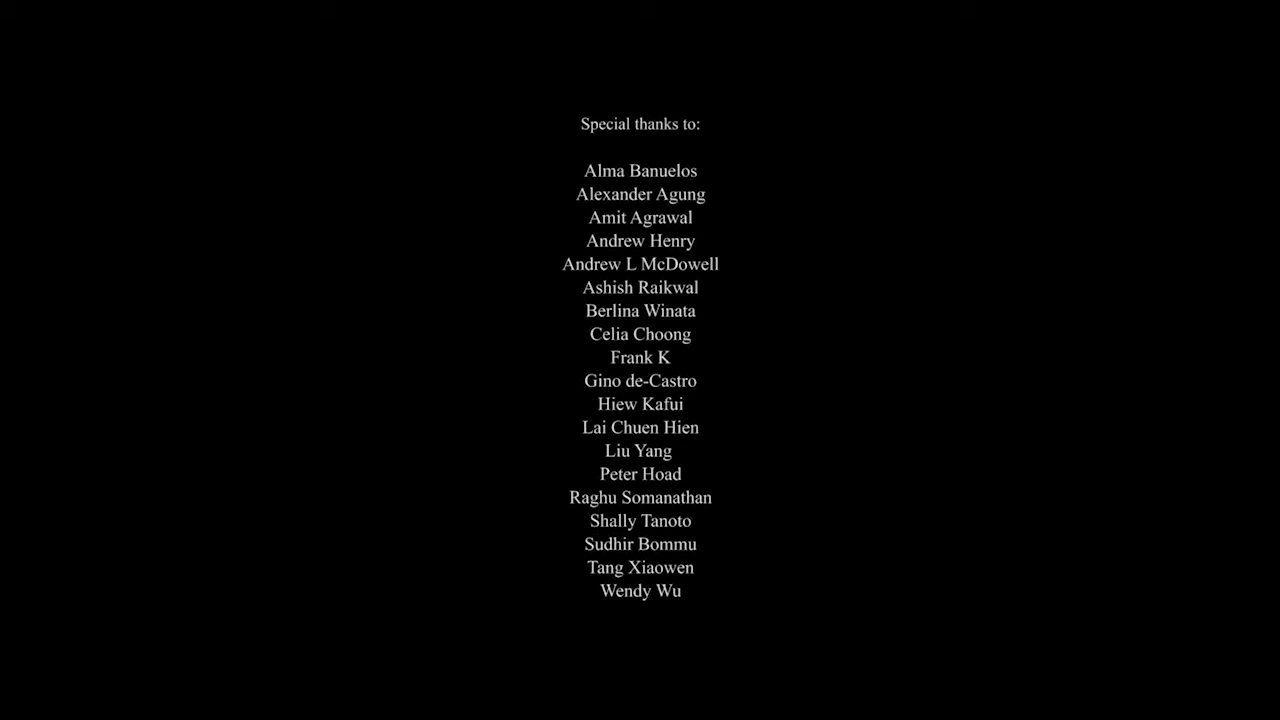 Special thanks to:
Alma Banuelos
Alexander Agung
Amit Agrawal
Andrew Henry
Andrew L McDowell
Ashish Raikwal
Berlina Winata
Celia Choong
Frank K
Gino de-Castro
Hiew Kafui
Lai Chuen Hien
Liu Yang
Peter Hoad
Raghu Somanathan
Shally Tanoto
Sudhir Bommu
Tang Xiaowen
Wendy Wu